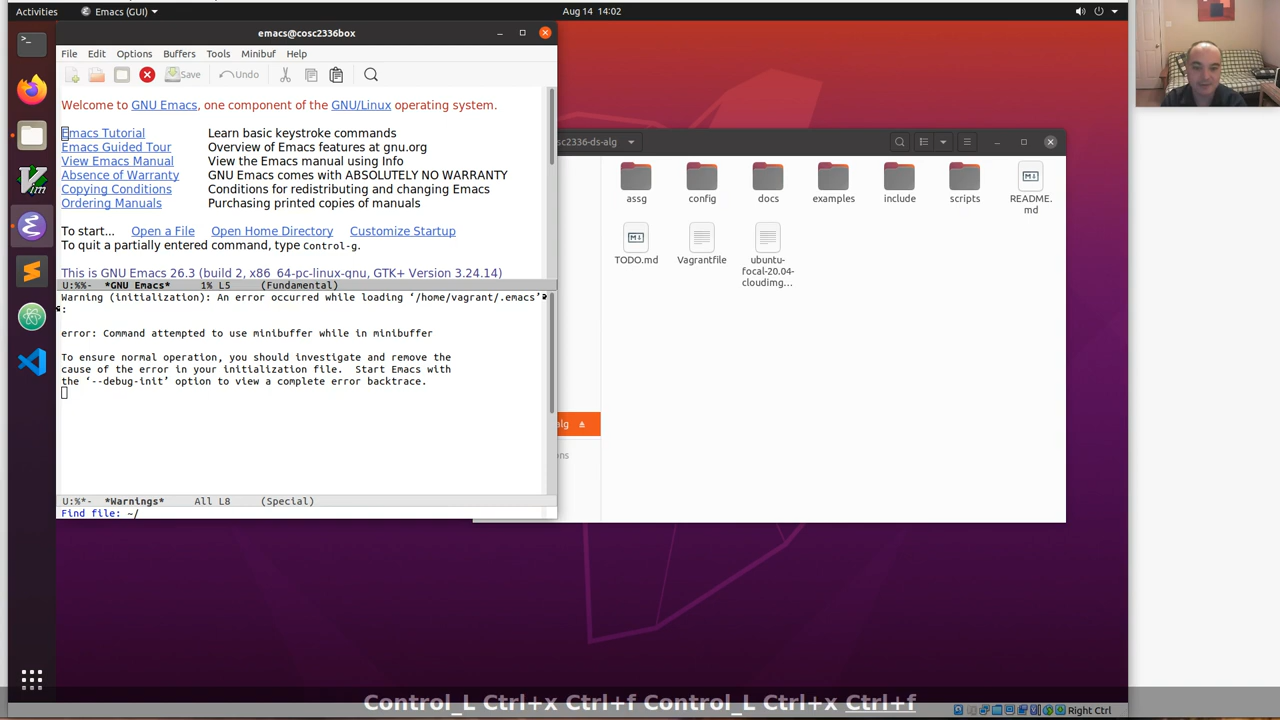 Activities
Emacs (GUI)
Aug 14 14:02
emacs@cosc2336box
File Edit Options Buffers Tools Minibuf Help
Save Undo
Welcome to GNU Emacs, one component of the GNU/Linux operating system.
Emacs Tutorial Learn basic keystroke commands
Emacs Guided Tour Overview of Emacs features at gnu.org
View Emacs Manual View the Emacs manual using Info
Absence of Warranty GNU Emacs comes with ABSOLUTELY NO WARRANTY
Copying Conditions Conditions for redistributing and changing Emacs
Ordering Manuals Purchasing printed copies of manuals
To start... Open a File Open Home Directory Customize Startup
To quit a partially entered command, type control-g.
This is GNU Emacs 26.3 (build 2, x86_64-pc-linux-gnu, GTK+ Version 3.24.14)
U:%%- *GNU Emacs* 1% L5 (Fundamental)
Warning (initialization): An error occurred while loading ‘/home/vagrant/.emacs’
:
error: Command attempted to use minibuffer while in minibuffer
To ensure normal operation, you should investigate and remove the
cause of the error in your initialization file. Start Emacs with
the ‘--debug-init’ option to view a complete error backtrace.
U:%*- *Warnings* All L8 (Special)
Find file: ~/
sc2336-ds-alg
assg
config
docs
examples
include
scripts
README.
md
TODO.md
Vagrantfile
ubuntu-
focal-20.04-
cloudimg...
alg
ons
Control_L Ctrl+x Ctrl+f Control_L Ctrl+x Ctrl+f
Right Ctrl